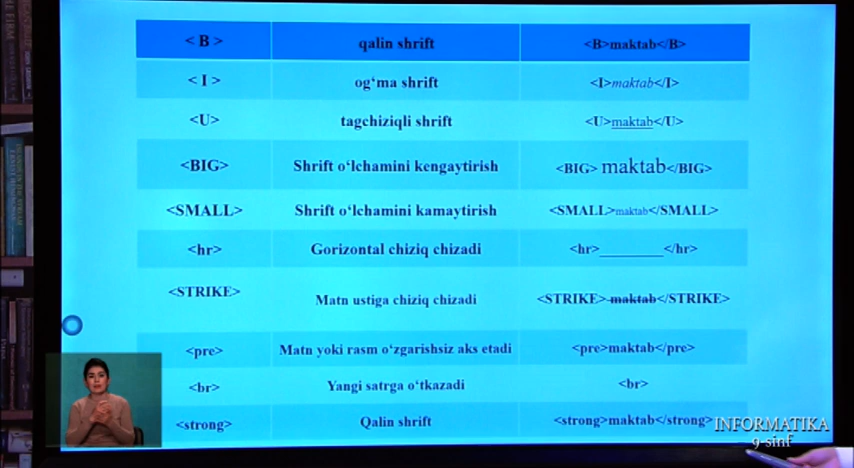 < B > qalin shrift <B>maktab</B>
< I > og‘ma shrift <I>maktab</I>
<U> tagchiziqli shrift <U>maktab</U>
<BIG> Shrift o‘lchamini kengaytirish <BIG> maktab</BIG>
<SMALL> Shrift o‘lchamini kamaytirish <SMALL>maktab</SMALL>
<hr> Gorizontal chiziq chizadi <hr>_________</hr>
<STRIKE> Matn ustiga chiziq chizadi <STRIKE> maktab</STRIKE>
<pre> Matn yoki rasm o‘zgarishsiz aks etadi <pre>maktab</pre>
<br> Yangi satrga o‘tkazadi <br>
<strong> Qalin shrift <strong>maktab</strong>
INFORMATIKA
9-sinf